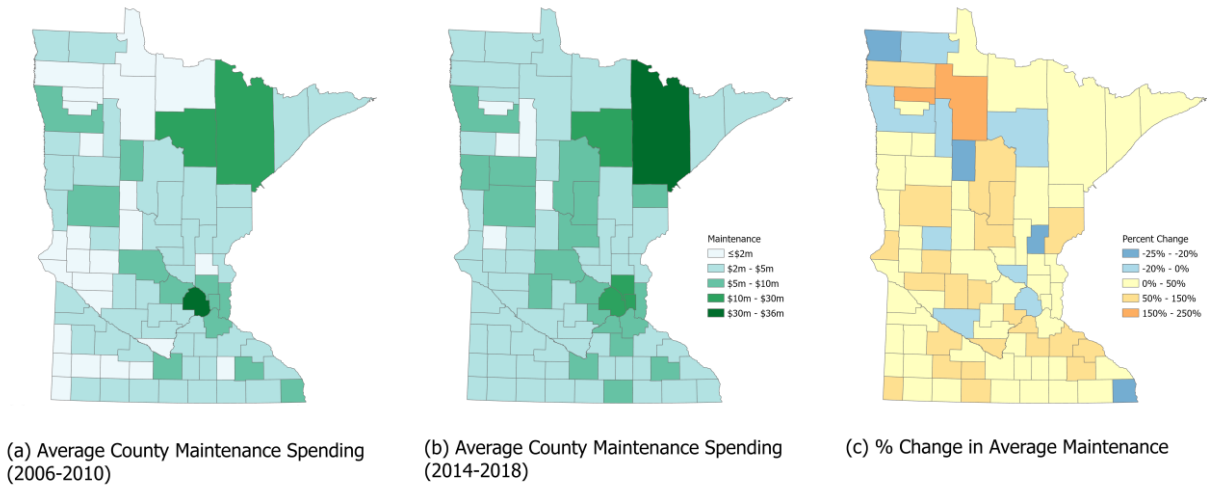 Maintenance
≤$2m
$2m - $5m
$5m - $10m
$10m - $30m
$30m - $36m
Percent Change
-25% - -20%
-20% - 0%
0% - 50%
50% - 150%
150% - 250%
(a) Average County Maintenance Spending
(2006-2010)
(b) Average County Maintenance Spending
(2014-2018)
(c) % Change in Average Maintenance